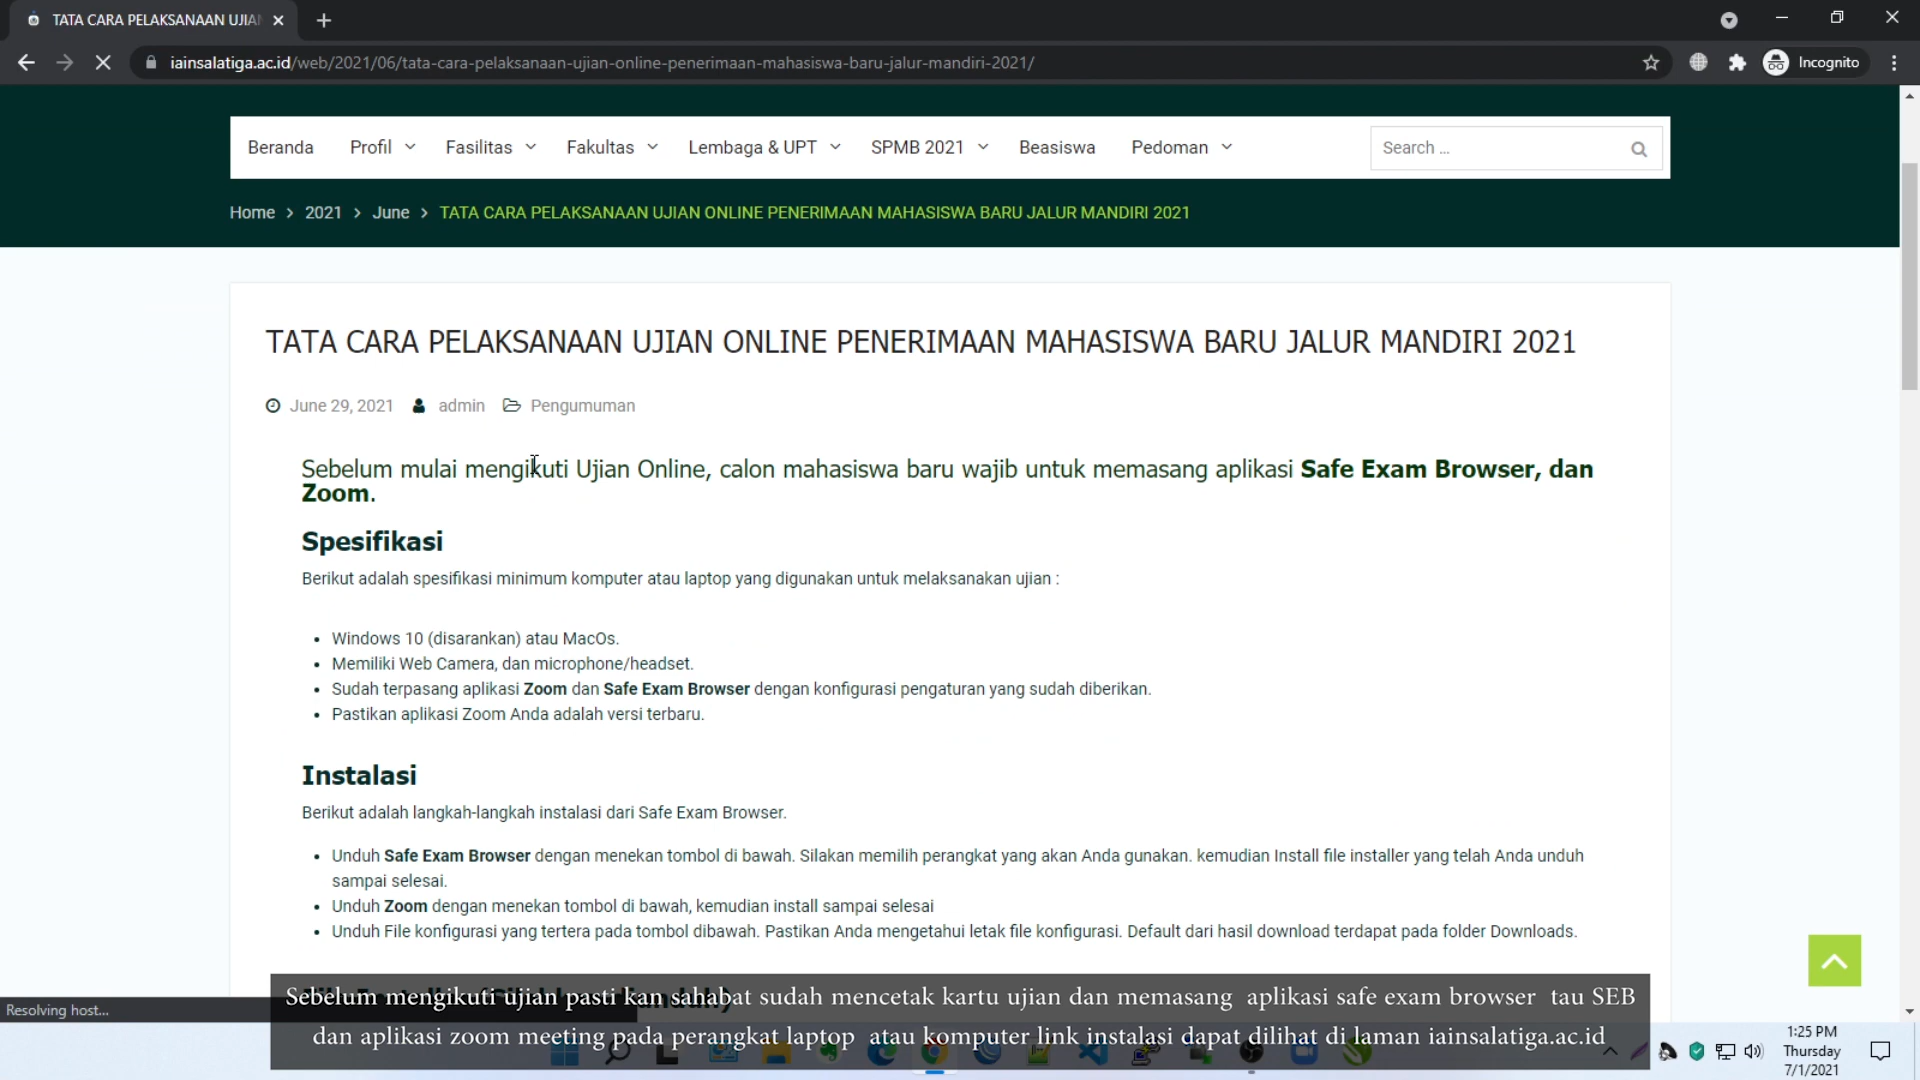 TATA CARA PELAKSANAAN UJIAN
iainsalatiga.ac.id/web/2021/06/tata-cara-pelaksanaan-ujian-online-penerimaan-mahasiswa-baru-jalur-mandiri-2021/
Incognito
Beranda Profil Fasilitas Fakultas Lembaga & UPT SPMB 2021 Beasiswa Pedoman Search ...
Home > 2021 > June > TATA CARA PELAKSANAAN UJIAN ONLINE PENERIMAAN MAHASISWA BARU JALUR MANDIRI 2021
TATA CARA PELAKSANAAN UJIAN ONLINE PENERIMAAN MAHASISWA BARU JALUR MANDIRI 2021
June 29, 2021 admin Pengumuman
Sebelum mulai mengikuti Ujian Online, calon mahasiswa baru wajib untuk memasang aplikasi Safe Exam Browser, dan
Zoom.
Spesifikasi
Berikut adalah spesifikasi minimum komputer atau laptop yang digunakan untuk melaksanakan ujian :
• Windows 10 (disarankan) atau MacOs.
• Memiliki Web Camera, dan microphone/headset.
• Sudah terpasang aplikasi Zoom dan Safe Exam Browser dengan konfigurasi pengaturan yang sudah diberikan.
• Pastikan aplikasi Zoom Anda adalah versi terbaru.
Instalasi
Berikut adalah langkah-langkah instalasi dari Safe Exam Browser.
• Unduh Safe Exam Browser dengan menekan tombol di bawah. Silakan memilih perangkat yang akan Anda gunakan. kemudian Install file installer yang telah Anda unduh
sampai selesai.
• Unduh Zoom dengan menekan tombol di bawah, kemudian install sampai selesai
• Unduh File konfigurasi yang tertera pada tombol dibawah. Pastikan Anda mengetahui letak file konfigurasi. Default dari hasil download terdapat pada folder Downloads.
Sebelum mengikuti ujian pasti kan sahabat sudah mencetak kartu ujian dan memasang aplikasi safe exam browser tau SEB
dan aplikasi zoom meeting pada perangkat laptop atau komputer link instalasi dapat dilihat di laman iainsalatiga.ac.id
Resolving host...
1:25 PM
Thursday
7/1/2021